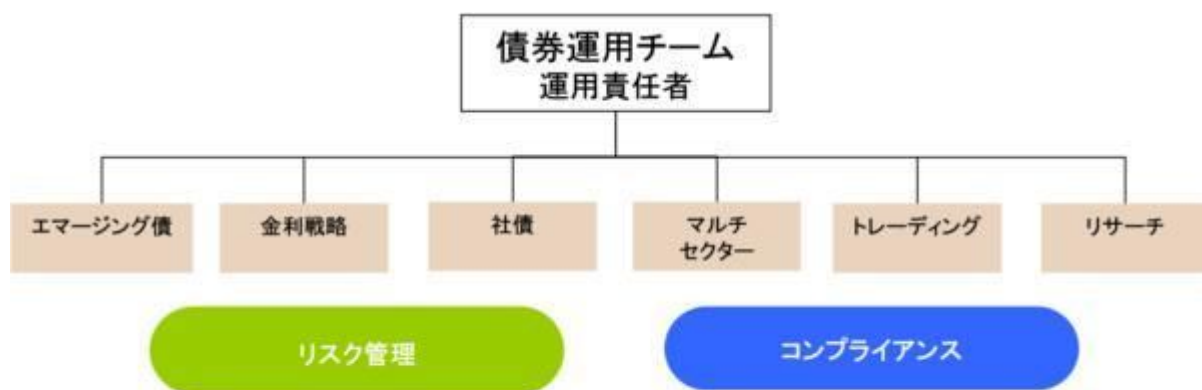 債券運用チーム
運用責任者
エマージング債
金利戦略
社債
マルチ
セクター
トレーディング
リサーチ
リスク管理
コンプライアンス